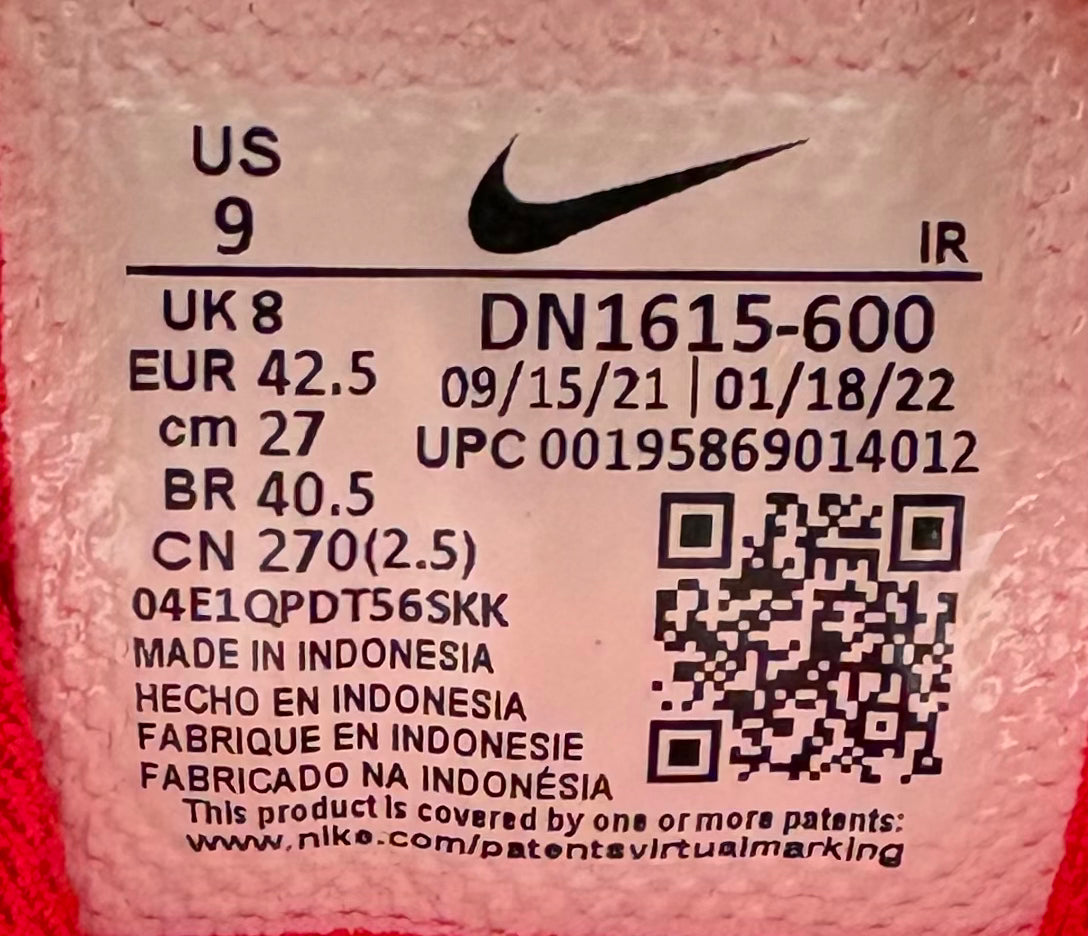 US
9
IR
UK 8
EUR 42.5
cm 27
BR 40.5
CN 270(2.5)
DN1615-600
09/15/21 | 01/18/22
UPC 001958690​14012
04E1QPDT56SKK
MADE IN INDONESIA
HECHO EN INDONESIA
FABRIQUE EN INDONESIE
FABRICADO NA INDONÉSIA
This product is covered by one or more patents:
www.nike.com/patentsvirtualmarking